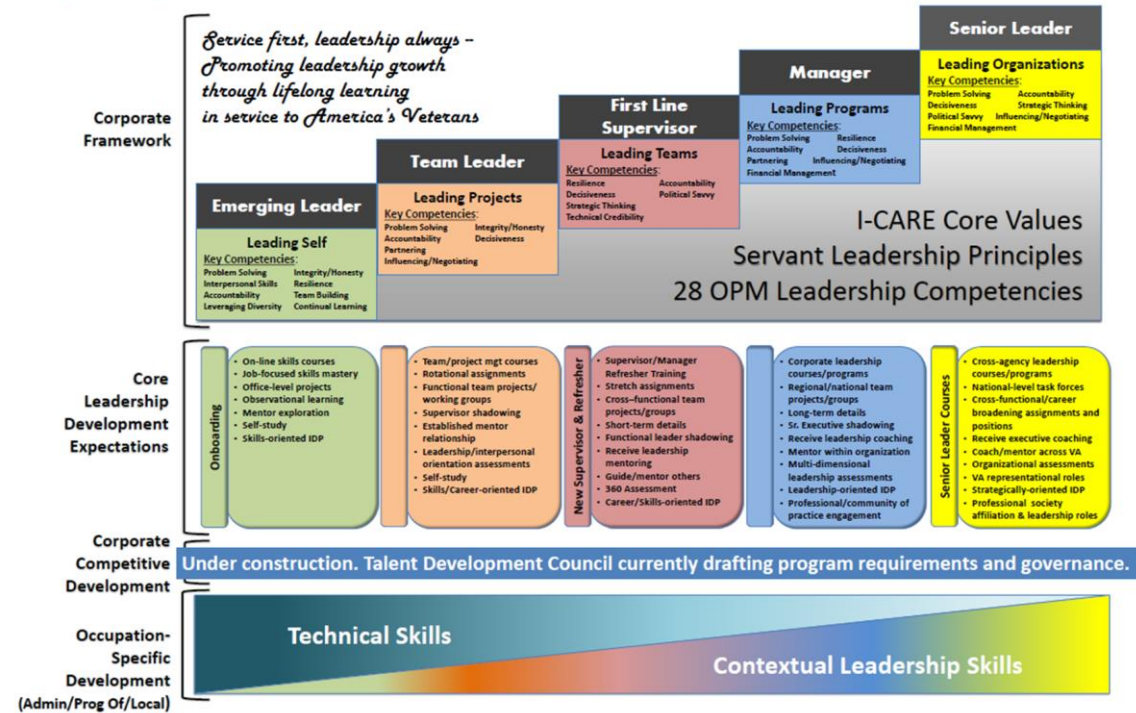 Service first, leadership always –
Promoting leadership growth
through lifelong learning
in service to America's Veterans
Corporate
Framework
Emerging Leader
Leading Self
Key Competencies:
Problem Solving Integrity/Honesty
Interpersonal Skills Resilience
Accountability Team Building
Leveraging Diversity Continual Learning
Team Leader
Leading Projects
Key Competencies:
Problem Solving Integrity/Honesty
Accountability Decisiveness
Partnering
Influencing/Negotiating
First Line
Supervisor
Leading Teams
Key Competencies:
Resilience Accountability
Decisiveness Political Savvy
Strategic Thinking
Technical Credibility
Manager
Leading Programs
Key Competencies:
Problem Solving Resilience
Accountability Decisiveness
Partnering Influencing/Negotiating
Financial Management
Senior Leader
Leading Organizations
Key Competencies:
Problem Solving Accountability
Decisiveness Strategic Thinking
Political Savvy Influencing/Negotiating
Financial Management
I-CARE Core Values
Servant Leadership Principles
28 OPM Leadership Competencies
Core
Leadership
Development
Expectations
Onboarding
• On-line skills courses
• Job-focused skills mastery
• Office-level projects
• Observational learning
• Mentor exploration
• Self-study
• Skills-oriented IDP
• Team/project mgt courses
• Rotational assignments
• Functional team projects/
working groups
• Supervisor shadowing
• Established mentor
relationship
• Leadership/interpersonal
orientation assessments
• Self-study
• Skills/Career-oriented IDP
New Supervisor & Refresher
• Supervisor/Manager
Refresher Training
• Stretch assignments
• Cross–functional team
projects/groups
• Short-term details
• Functional leader shadowing
• Receive leadership
mentoring
• Guide/mentor others
• 360 Assessment
• Career/Skills-oriented IDP
• Corporate leadership
courses/programs
• Regional/national team
projects/groups
• Long-term details
• Sr. Executive shadowing
• Receive leadership coaching
• Mentor within organization
• Multi-dimensional
leadership assessments
• Leadership-oriented IDP
• Professional/community of
practice engagement
Senior Leader Courses
• Cross-agency leadership
courses/programs
• National-level task forces
• Cross-functional/career
broadening assignments and
positions
• Receive executive coaching
• Coach/mentor across VA
• Organizational assessments
• VA representational roles
• Strategically-oriented IDP
• Professional society
affiliation & leadership roles
Corporate
Competitive
Development
Under construction. Talent Development Council currently drafting program requirements and governance.
Occupation-
Specific
Development
(Admin/Prog Of/Local)
Technical Skills
Contextual Leadership Skills